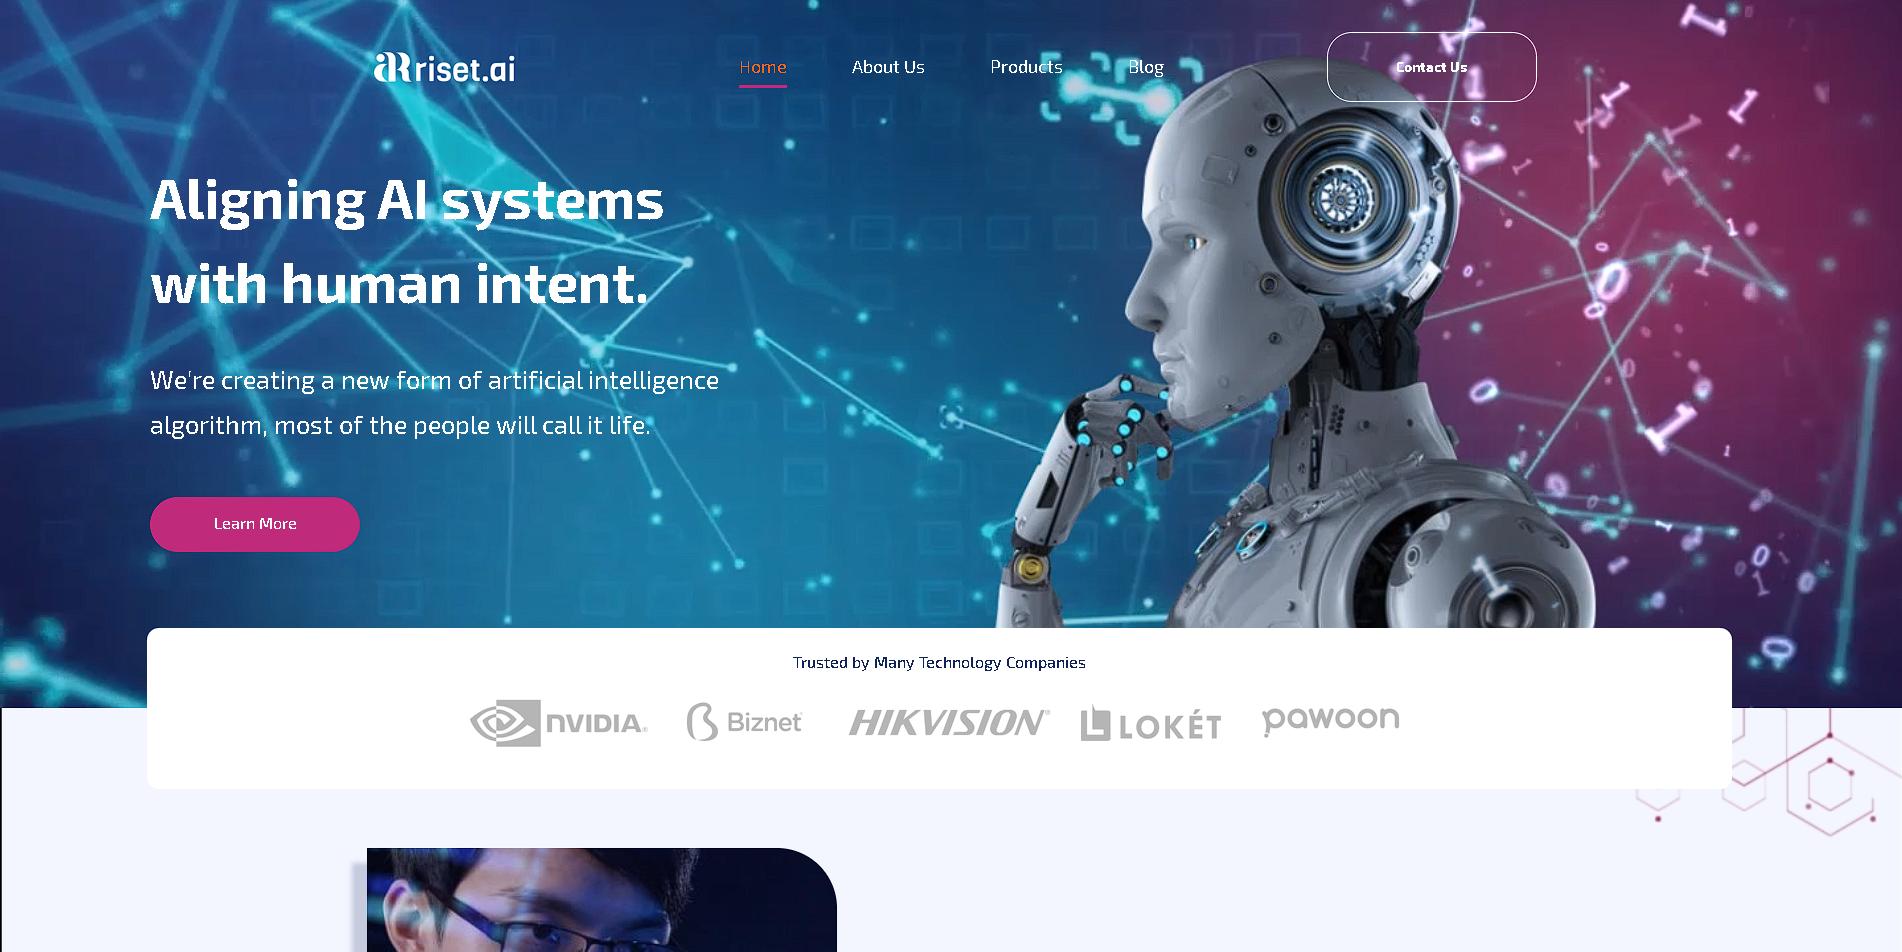 riset.ai
Home
About Us
Products
Blog
Contact Us
Aligning AI systems
with human intent.
We're creating a new form of artificial intelligence
algorithm, most of the people will call it life.
Learn More
Trusted by Many Technology Companies
NVIDIA
Biznet
HIKVISION
LOKÉT
pawoon